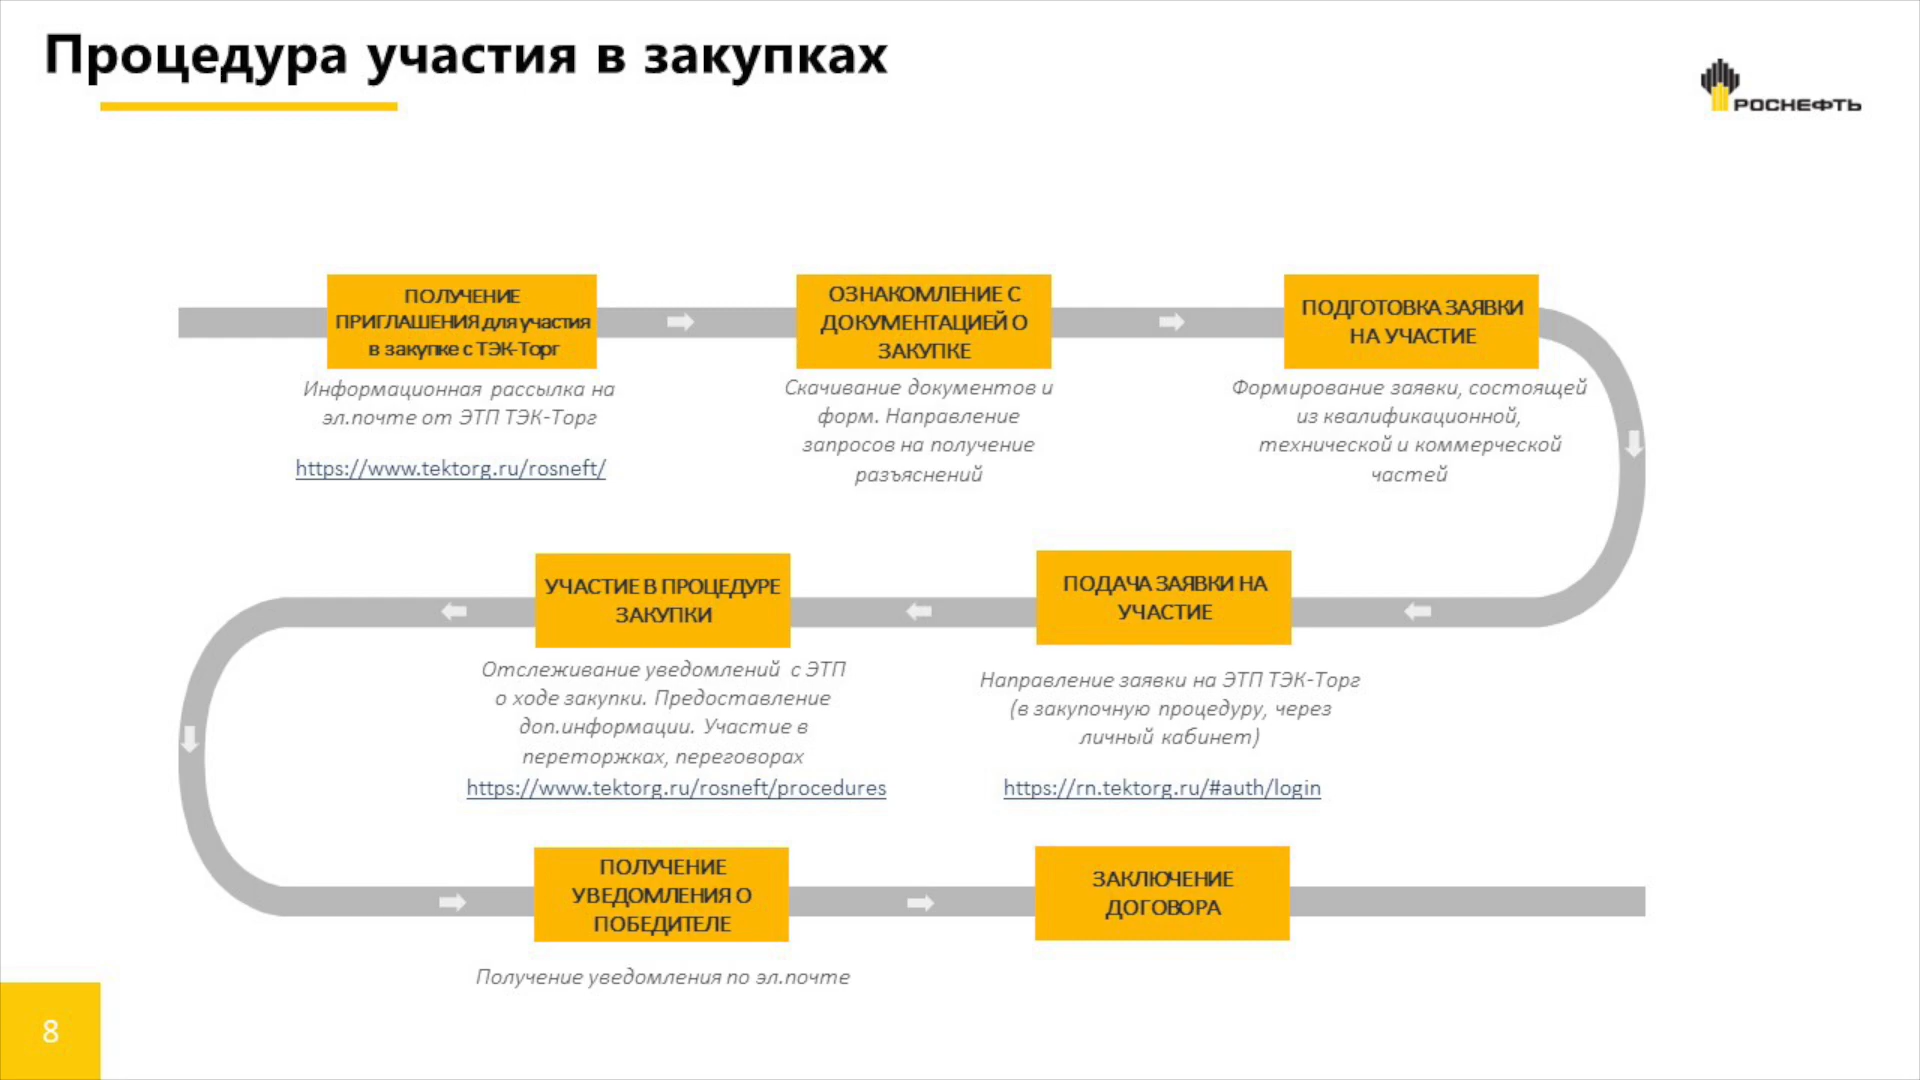 Процедура участия в закупках
РОСНЕФТЬ
ПОЛУЧЕНИЕ
ПРИГЛАШЕНИЯ для участия
в закупке с ТЭК-Торг
Информационная рассылка на
эл.почте от ЭТП ТЭК-Торг
https://www.tektorg.ru/rosneft/
ОЗНАКОМЛЕНИЕ С
ДОКУМЕНТАЦИЕЙ О
ЗАКУПКЕ
Скачивание документов и
форм. Направление
запросов на получение
разъяснений
ПОДГОТОВКА ЗАЯВКИ
НА УЧАСТИЕ
Формирование заявки, состоящей
из квалификационной,
технической и коммерческой
частей
ПОДАЧА ЗАЯВКИ НА
УЧАСТИЕ
Направление заявки на ЭТП ТЭК-Торг
(в закупочную процедуру, через
личный кабинет)
https://rn.tektorg.ru/#auth/login
УЧАСТИЕ В ПРОЦЕДУРЕ
ЗАКУПКИ
Отслеживание уведомлений с ЭТП
о ходе закупки. Предоставление
доп.информации. Участие в
переторжках, переговорах
https://www.tektorg.ru/rosneft/procedures
ПОЛУЧЕНИЕ
УВЕДОМЛЕНИЯ О
ПОБЕДИТЕЛЕ
Получение уведомления по эл.почте
ЗАКЛЮЧЕНИЕ
ДОГОВОРА
8